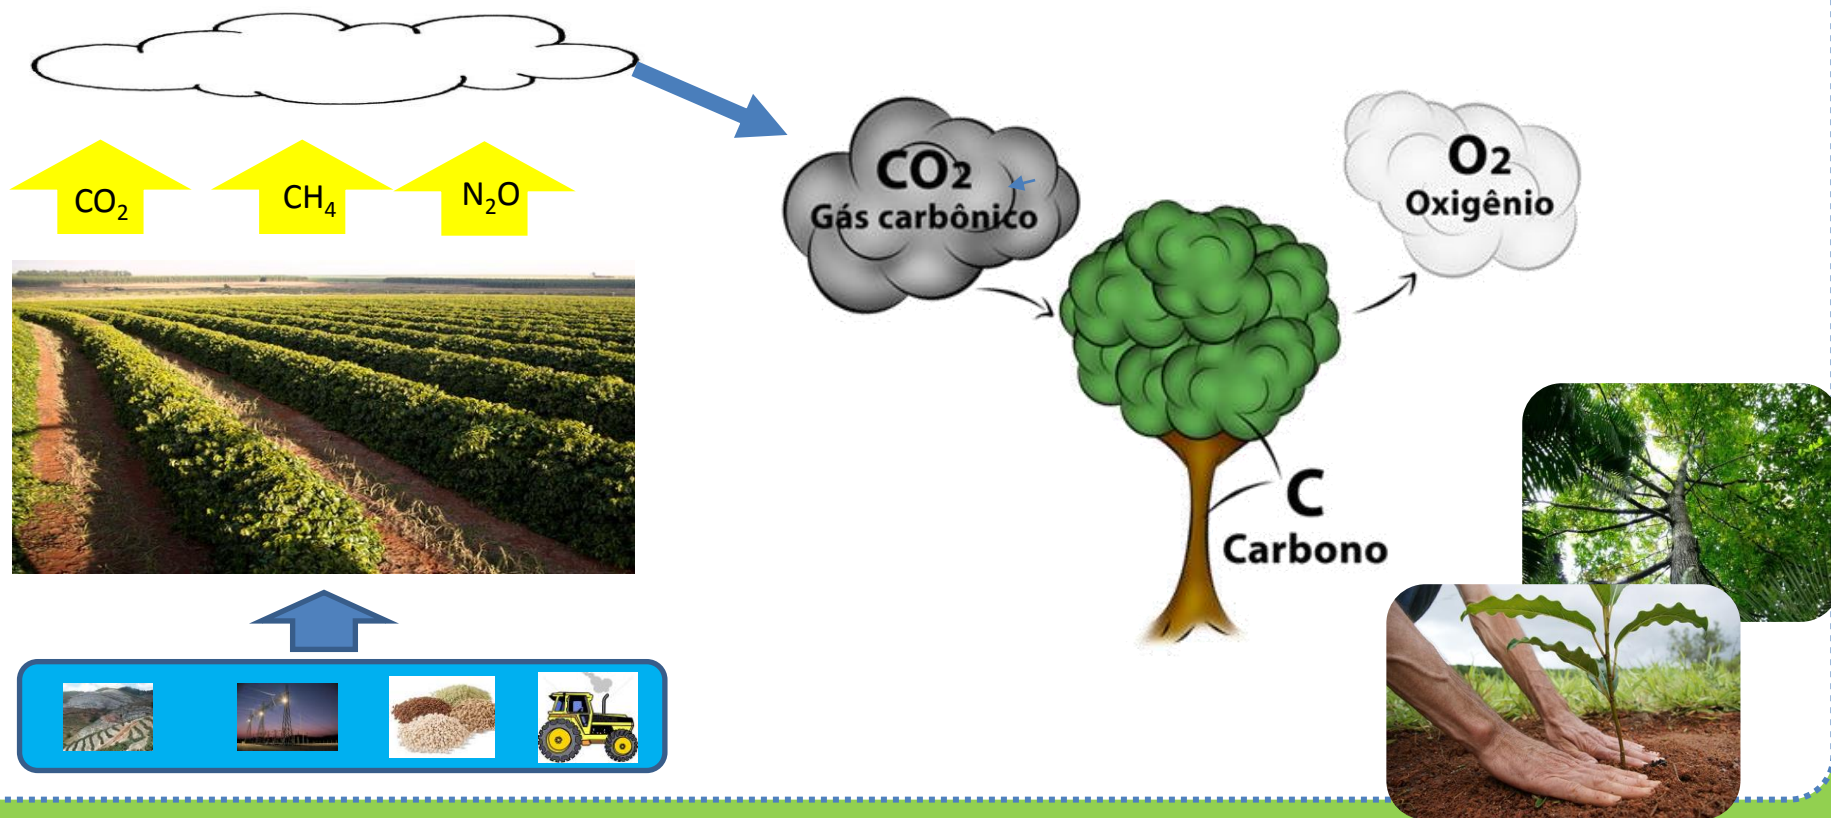 CO₂
CH₄
N₂O
CO₂
Gás carbônico
O₂
Oxigênio
C
Carbono